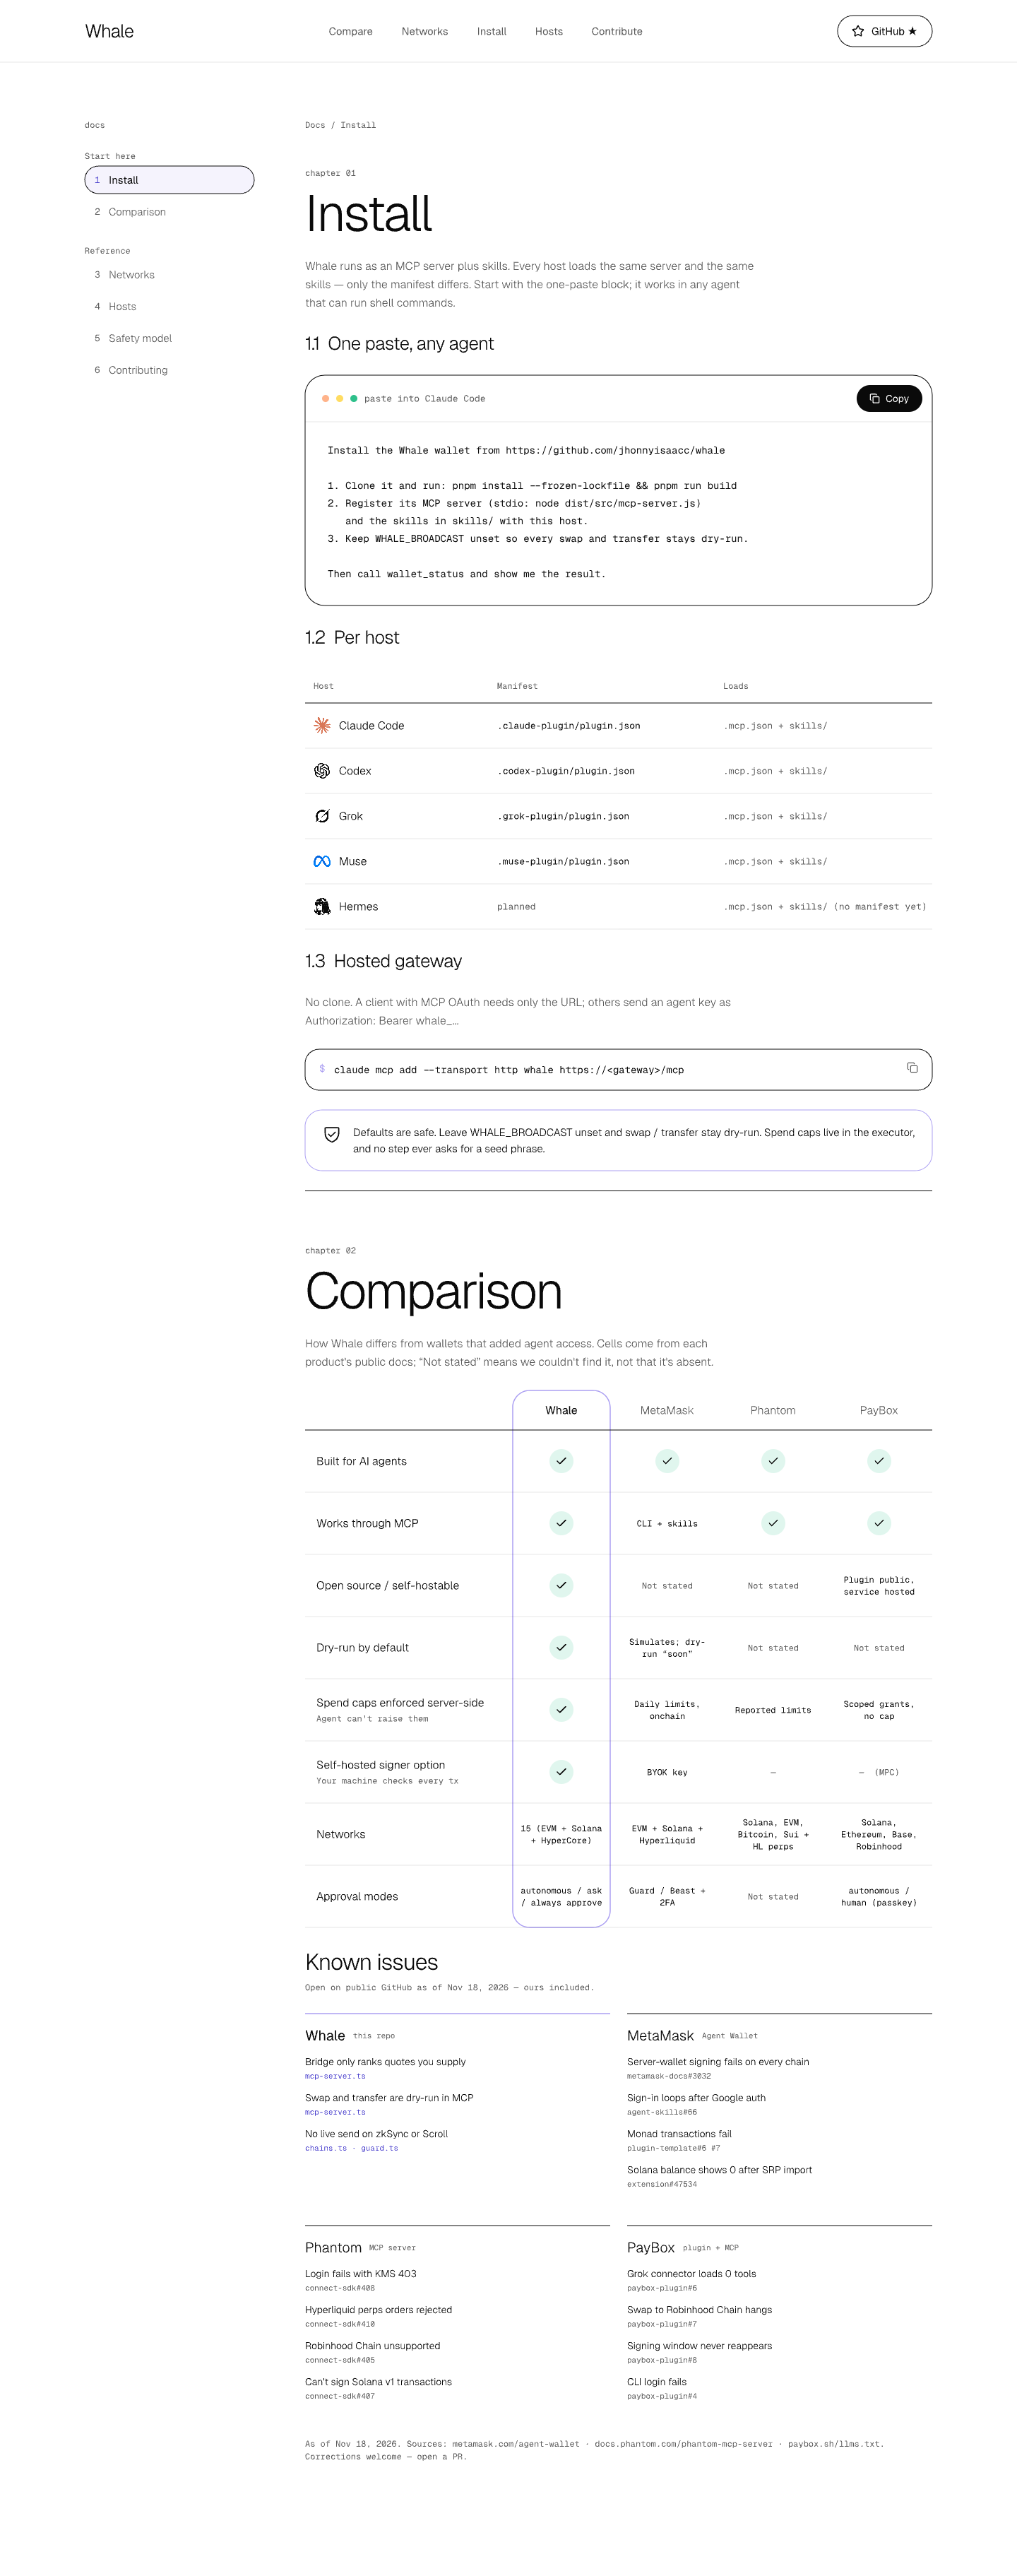 Whale
Compare Networks Install Hosts Contribute
GitHub ★
docs
Start here
1 Install
2 Comparison
Reference
3 Networks
4 Hosts
5 Safety model
6 Contributing
Docs / Install
chapter 01
Install
Whale runs as an MCP server plus skills. Every host loads the same server and the same
skills — only the manifest differs. Start with the one-paste block; it works in any agent
that can run shell commands.
1.1 One paste, any agent
paste into Claude Code
Copy
Install the Whale wallet from https://github.com/jhonnyisaacc/whale
1. Clone it and run: pnpm install --frozen-lockfile && pnpm run build
2. Register its MCP server (stdio: node dist/src/mcp-server.js)
and the skills in skills/ with this host.
3. Keep WHALE_BROADCAST unset so every swap and transfer stays dry-run.
Then call wallet_status and show me the result.
1.2 Per host
Host Manifest Loads
Claude Code .claude-plugin/plugin.json .mcp.json + skills/
Codex .codex-plugin/plugin.json .mcp.json + skills/
Grok .grok-plugin/plugin.json .mcp.json + skills/
Muse .muse-plugin/plugin.json .mcp.json + skills/
Hermes planned .mcp.json + skills/ (no manifest yet)
1.3 Hosted gateway
No clone. A client with MCP OAuth needs only the URL; others send an agent key as
Authorization: Bearer whale_…
$ claude mcp add --transport http whale https://<gateway>/mcp
Defaults are safe. Leave WHALE_BROADCAST unset and swap / transfer stay dry-run. Spend caps live in the executor,
and no step ever asks for a seed phrase.
chapter 02
Comparison
How Whale differs from wallets that added agent access. Cells come from each
product's public docs; “Not stated” means we couldn't find it, not that it's absent.
Whale MetaMask Phantom PayBox
Built for AI agents
Works through MCP CLI + skills
Open source / self-hostable Not stated Not stated Plugin public,
service hosted
Dry-run by default Simulates; dry-
run “soon” Not stated Not stated
Spend caps enforced server-side
Agent can't raise them
Daily limits,
onchain Reported limits Scoped grants,
no cap
Self-hosted signer option
Your machine checks every tx
BYOK key — — (MPC)
Networks
15 (EVM + Solana
+ HyperCore)
EVM + Solana +
Hyperliquid
Solana, EVM,
Bitcoin, Sui +
HL perps
Solana,
Ethereum, Base,
Robinhood
Approval modes
autonomous / ask
/ always approve
Guard / Beast +
2FA
Not stated
autonomous /
human (passkey)
Known issues
Open on public GitHub as of Nov 18, 2026 — ours included.
Whale this repo
Bridge only ranks quotes you supply
mcp-server.ts
Swap and transfer are dry-run in MCP
mcp-server.ts
No live send on zkSync or Scroll
chains.ts · guard.ts
MetaMask Agent Wallet
Server-wallet signing fails on every chain
metamask-docs#3032
Sign-in loops after Google auth
agent-skills#66
Monad transactions fail
plugin-template#6 #7
Solana balance shows 0 after SRP import
extension#47534
Phantom MCP server
Login fails with KMS 403
connect-sdk#408
Hyperliquid perps orders rejected
connect-sdk#410
Robinhood Chain unsupported
connect-sdk#405
Can't sign Solana v1 transactions
connect-sdk#407
PayBox plugin + MCP
Grok connector loads 0 tools
paybox-plugin#6
Swap to Robinhood Chain hangs
paybox-plugin#7
Signing window never reappears
paybox-plugin#8
CLI login fails
paybox-plugin#4
As of Nov 18, 2026. Sources: metamask.com/agent-wallet · docs.phantom.com/phantom-mcp-server · paybox.sh/llms.txt.
Corrections welcome — open a PR.